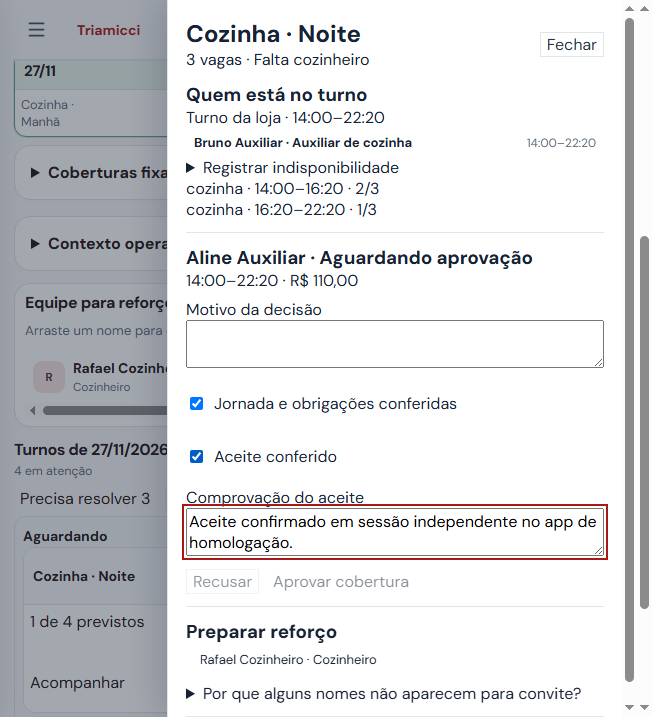 Triamicci
27/11
Cozinha ·
Manhã
Coberturas fixa
Contexto opera
Equipe para reforç
Arraste um nome para
R
Rafael Cozinh
Cozinheiro
Turnos de 27/11/2026
4 em atenção
Precisa resolver 3
Aguardando
Cozinha · Noite
1 de 4 previstos
Acompanhar
Cozinha · Noite
3 vagas · Falta cozinheiro
Fechar
Quem está no turno
Turno da loja · 14:00–22:20
Bruno Auxiliar · Auxiliar de cozinha 14:00–22:20
Registrar indisponibilidade
cozinha · 14:00–16:20 · 2/3
cozinha · 16:20–22:20 · 1/3
Aline Auxiliar · Aguardando aprovação
14:00–22:20 · R$ 110,00
Motivo da decisão
Jornada e obrigações conferidas
Aceite conferido
Comprovação do aceite
Aceite confirmado em sessão independente no app de
homologação.
Recusar Aprovar cobertura
Preparar reforço
Rafael Cozinheiro · Cozinheiro
Por que alguns nomes não aparecem para convite?